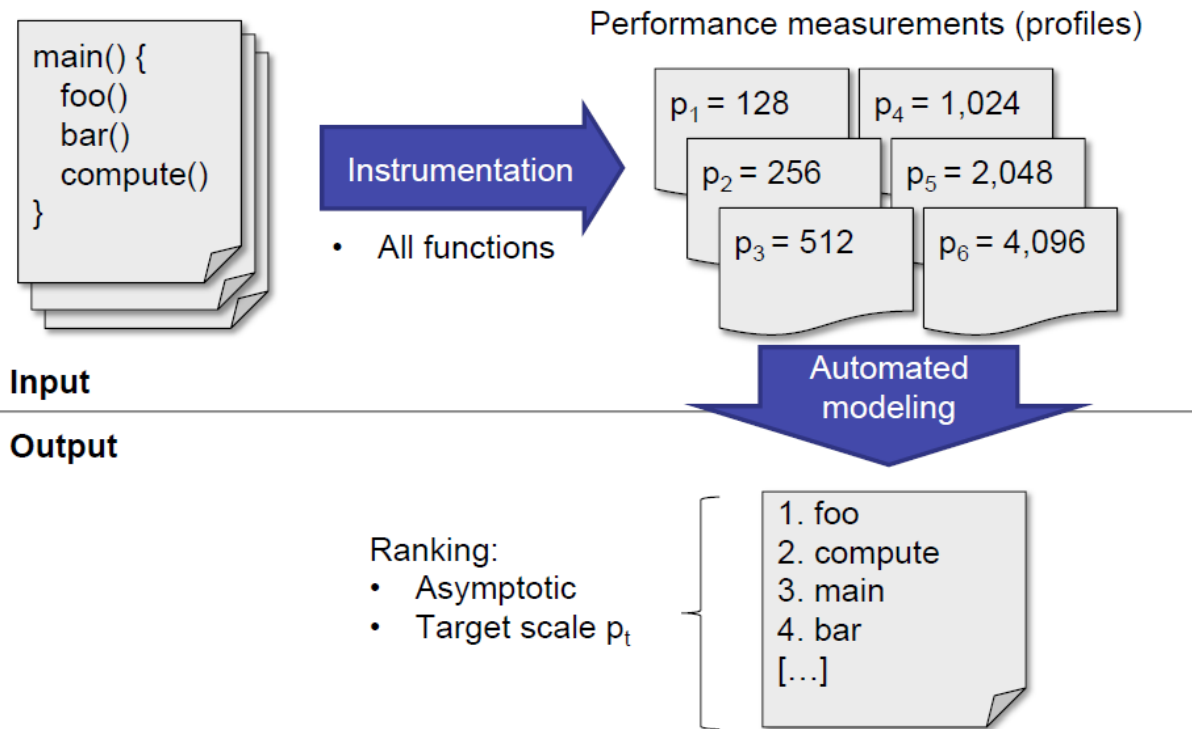 Performance measurements (profiles)
main() {
foo()
bar()
compute()
}
Instrumentation
• All functions
p₁ = 128
p₂ = 256
p₃ = 512
p₄ = 1,024
p₅ = 2,048
p₆ = 4,096
Input
Automated
modeling
Output
Ranking:
• Asymptotic
• Target scale pₜ
1. foo
2. compute
3. main
4. bar
[…]